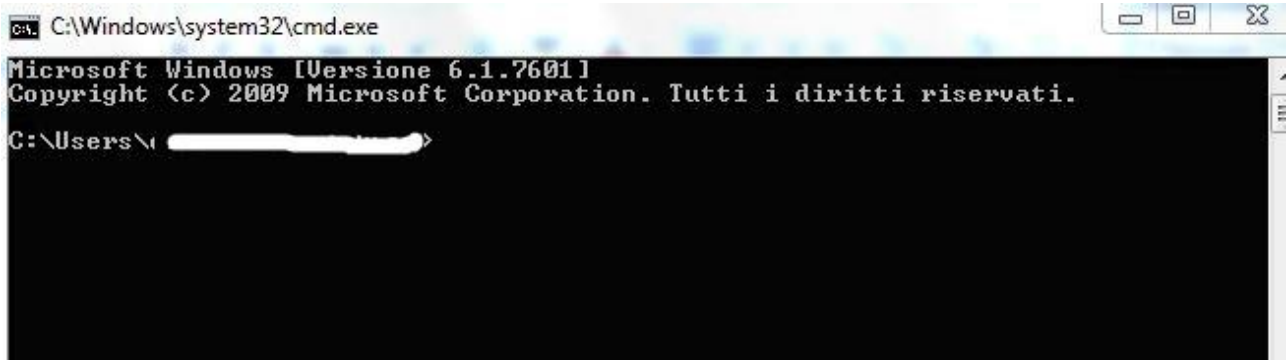 C:\Windows\system32\cmd.exe
Microsoft Windows [Versione 6.1.7601]
Copyright (c) 2009 Microsoft Corporation. Tutti i diritti riservati.
C:\Users\ >